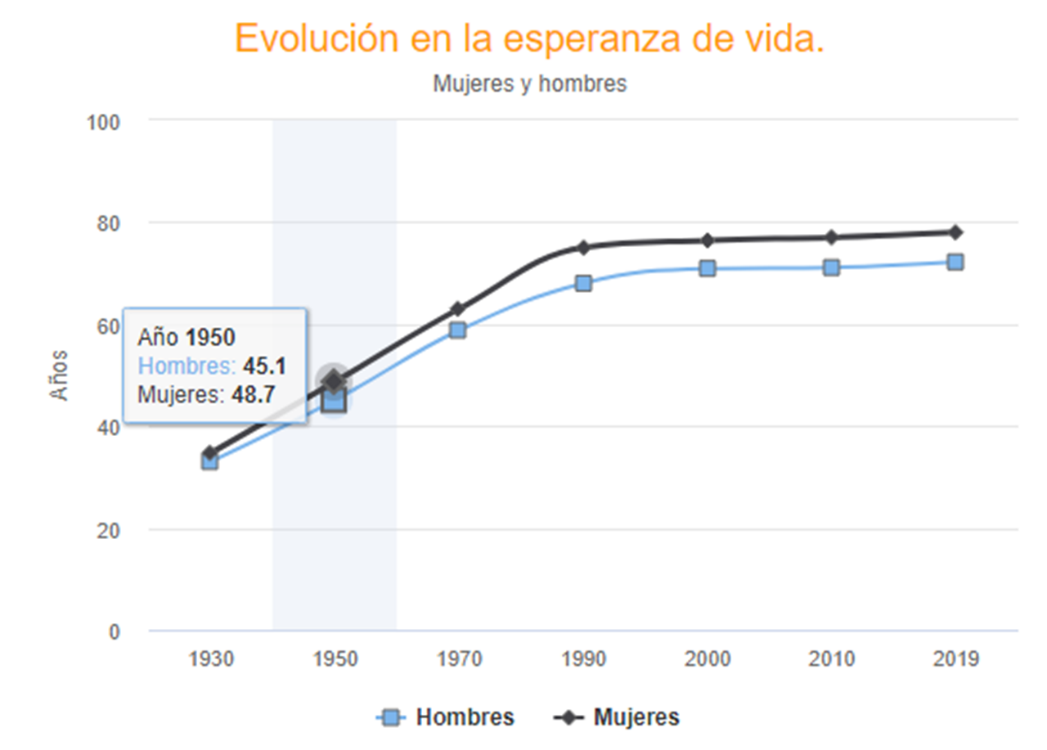 Evolución en la esperanza de vida.
Mujeres y hombres
100
80
60
40
20
0
Años
Año 1950
Hombres: 45.1
Mujeres: 48.7
1930 1950 1970 1990 2000 2010 2019
Hombres Mujeres